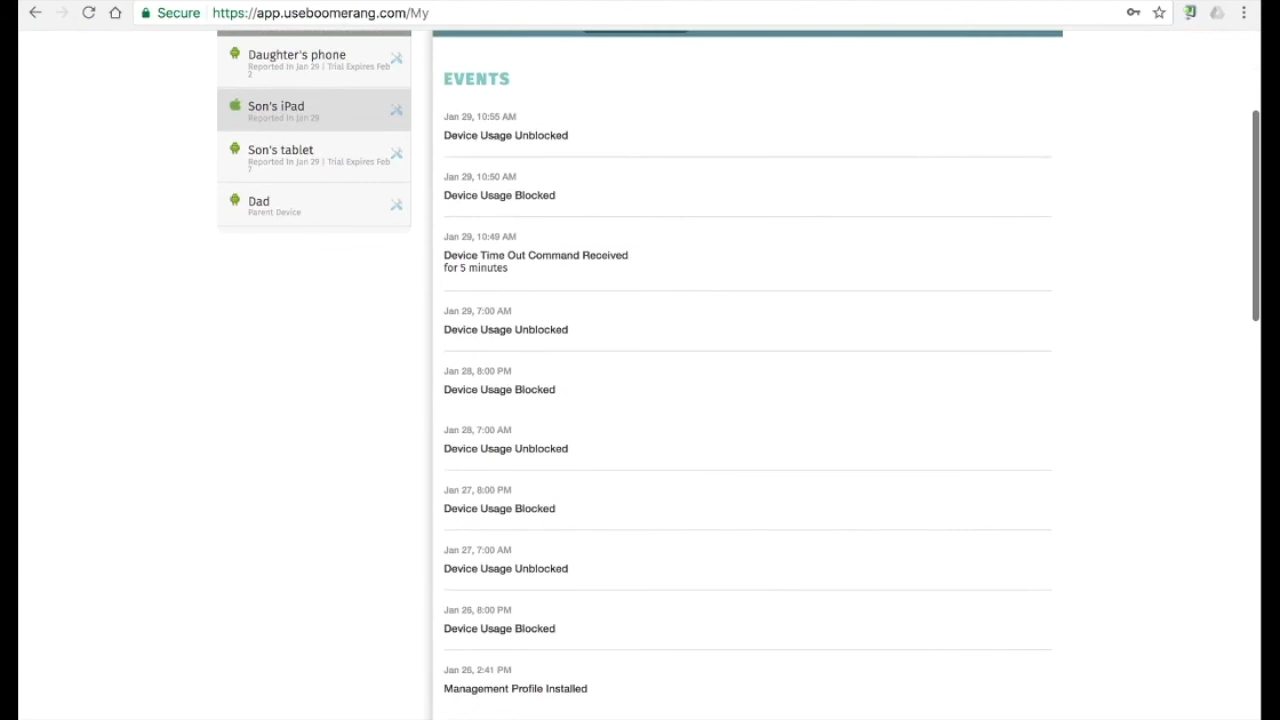 Secure https://app.useboomerang.com/My
Daughter's phone
Reported In Jan 29 | Trial Expires Feb
2
Son's iPad
Reported In Jan 29
Son's tablet
Reported In Jan 29 | Trial Expires Feb
7
Dad
Parent Device
EVENTS
Jan 29, 10:55 AM
Device Usage Unblocked
Jan 29, 10:50 AM
Device Usage Blocked
Jan 29, 10:49 AM
Device Time Out Command Received
for 5 minutes
Jan 29, 7:00 AM
Device Usage Unblocked
Jan 28, 8:00 PM
Device Usage Blocked
Jan 28, 7:00 AM
Device Usage Unblocked
Jan 27, 8:00 PM
Device Usage Blocked
Jan 27, 7:00 AM
Device Usage Unblocked
Jan 26, 8:00 PM
Device Usage Blocked
Jan 26, 2:41 PM
Management Profile Installed